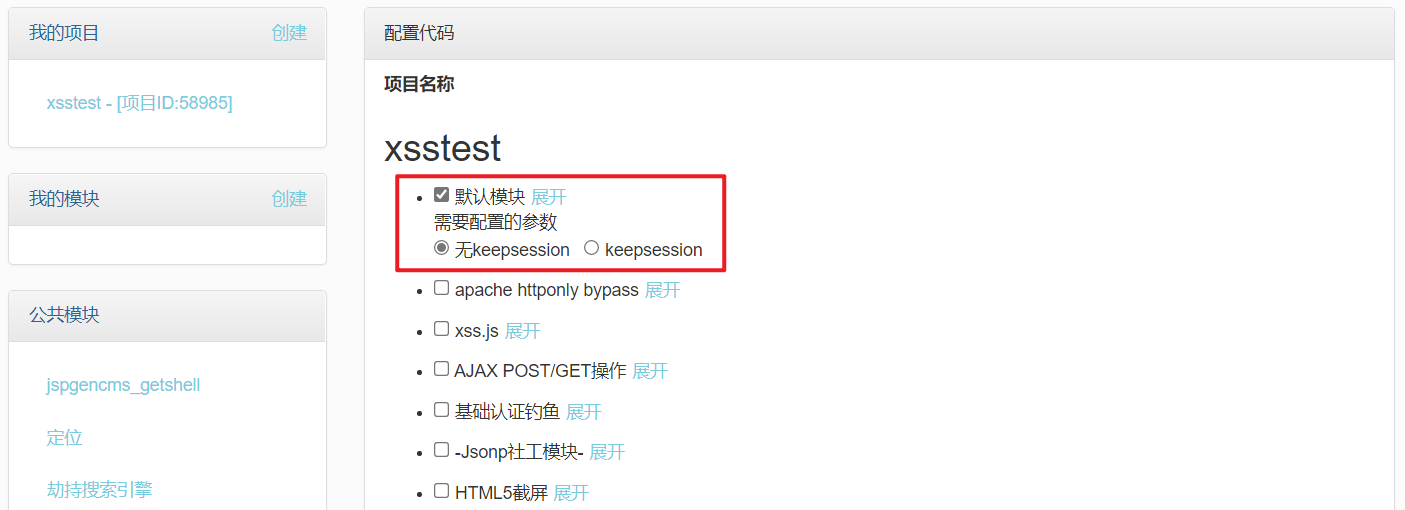 我的项目 创建
xsstest - [项目ID:58985]
我的模块 创建
公共模块
jspgencms_getshell
定位
劫持搜索引擎
配置代码
项目名称
xsstest
默认模块 展开
需要配置的参数
无keepsession keepsession
apache httponly bypass 展开
xss.js 展开
AJAX POST/GET操作 展开
基础认证钓鱼 展开
-Jsonp社工模块- 展开
HTML5截屏 展开